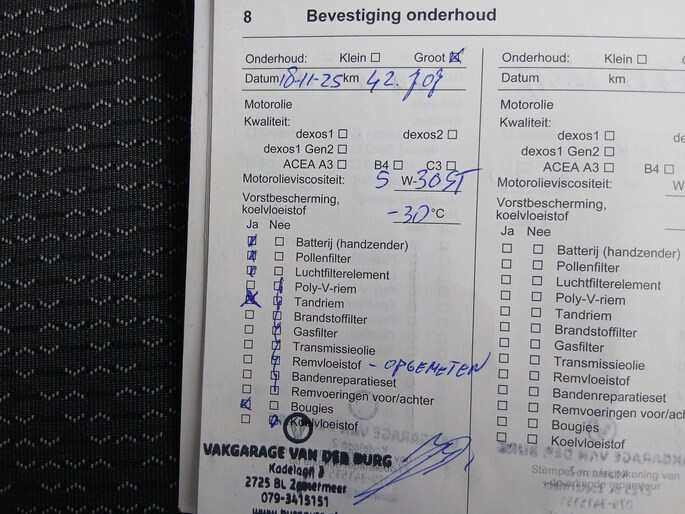 8 Bevestiging onderhoud
Onderhoud: Klein Groot
Datum 18-11-25 km 42.
Motorolie
Kwaliteit:
dexos1 dexos2
dexos1 Gen2
ACEA A3 B4 C3
Motorolieviscositeit: 5 W-30
Vorstbescherming,
koelvloeistof -30 °C
Ja Nee
Batterij (handzender)
Pollenfilter
Luchtfilterelement
Poly-V-riem
Tandriem
Brandstoffilter
Gasfilter
Transmissieolie
Remvloeistof - OPGEMETEN
Bandenreparatieset
Remvoeringen voor/achter
Bougies
Koelvloeistof
VAKGARAGE VAN DER BURG
Kadelaan 3
2725 BL Zoetermeer
079-3415151
Onderhoud: Klein
Datum km
Motorolie
Kwaliteit:
dexos1 de
dexos1 Gen2
ACEA A3 B4
Motorolieviscositeit: W
Vorstbescherming,
koelvloeistof
Ja Nee
Batterij (handzender)
Pollenfilter
Luchtfilterelement
Poly-V-riem
Tandriem
Brandstoffilter
Gasfilter
Transmissieolie
Remvloeistof
Bandenreparatieset
Remvoeringen voor/ach
Bougies
Koelvloeistof